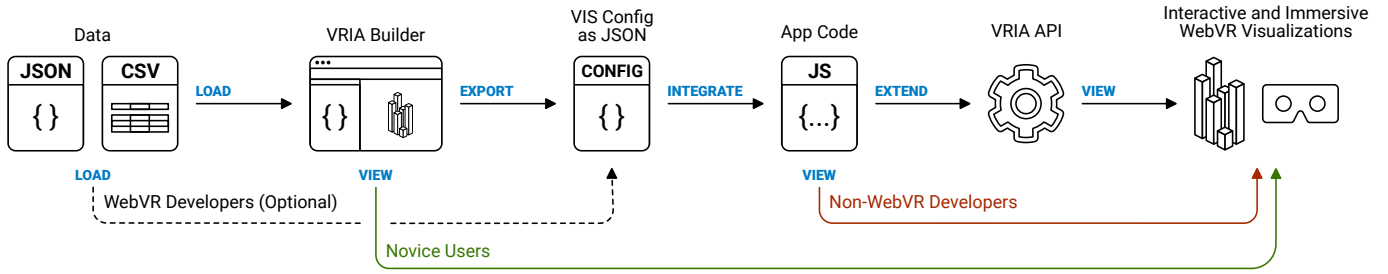 Data
VRIA Builder
VIS Config
as JSON
App Code
VRIA API
Interactive and Immersive
WebVR Visualizations
JSON
{ }
CSV
LOAD
{ }
EXPORT
CONFIG
{ }
INTEGRATE
JS
{...}
EXTEND
VIEW
LOAD
VIEW
VIEW
WebVR Developers (Optional)
Non-WebVR Developers
Novice Users